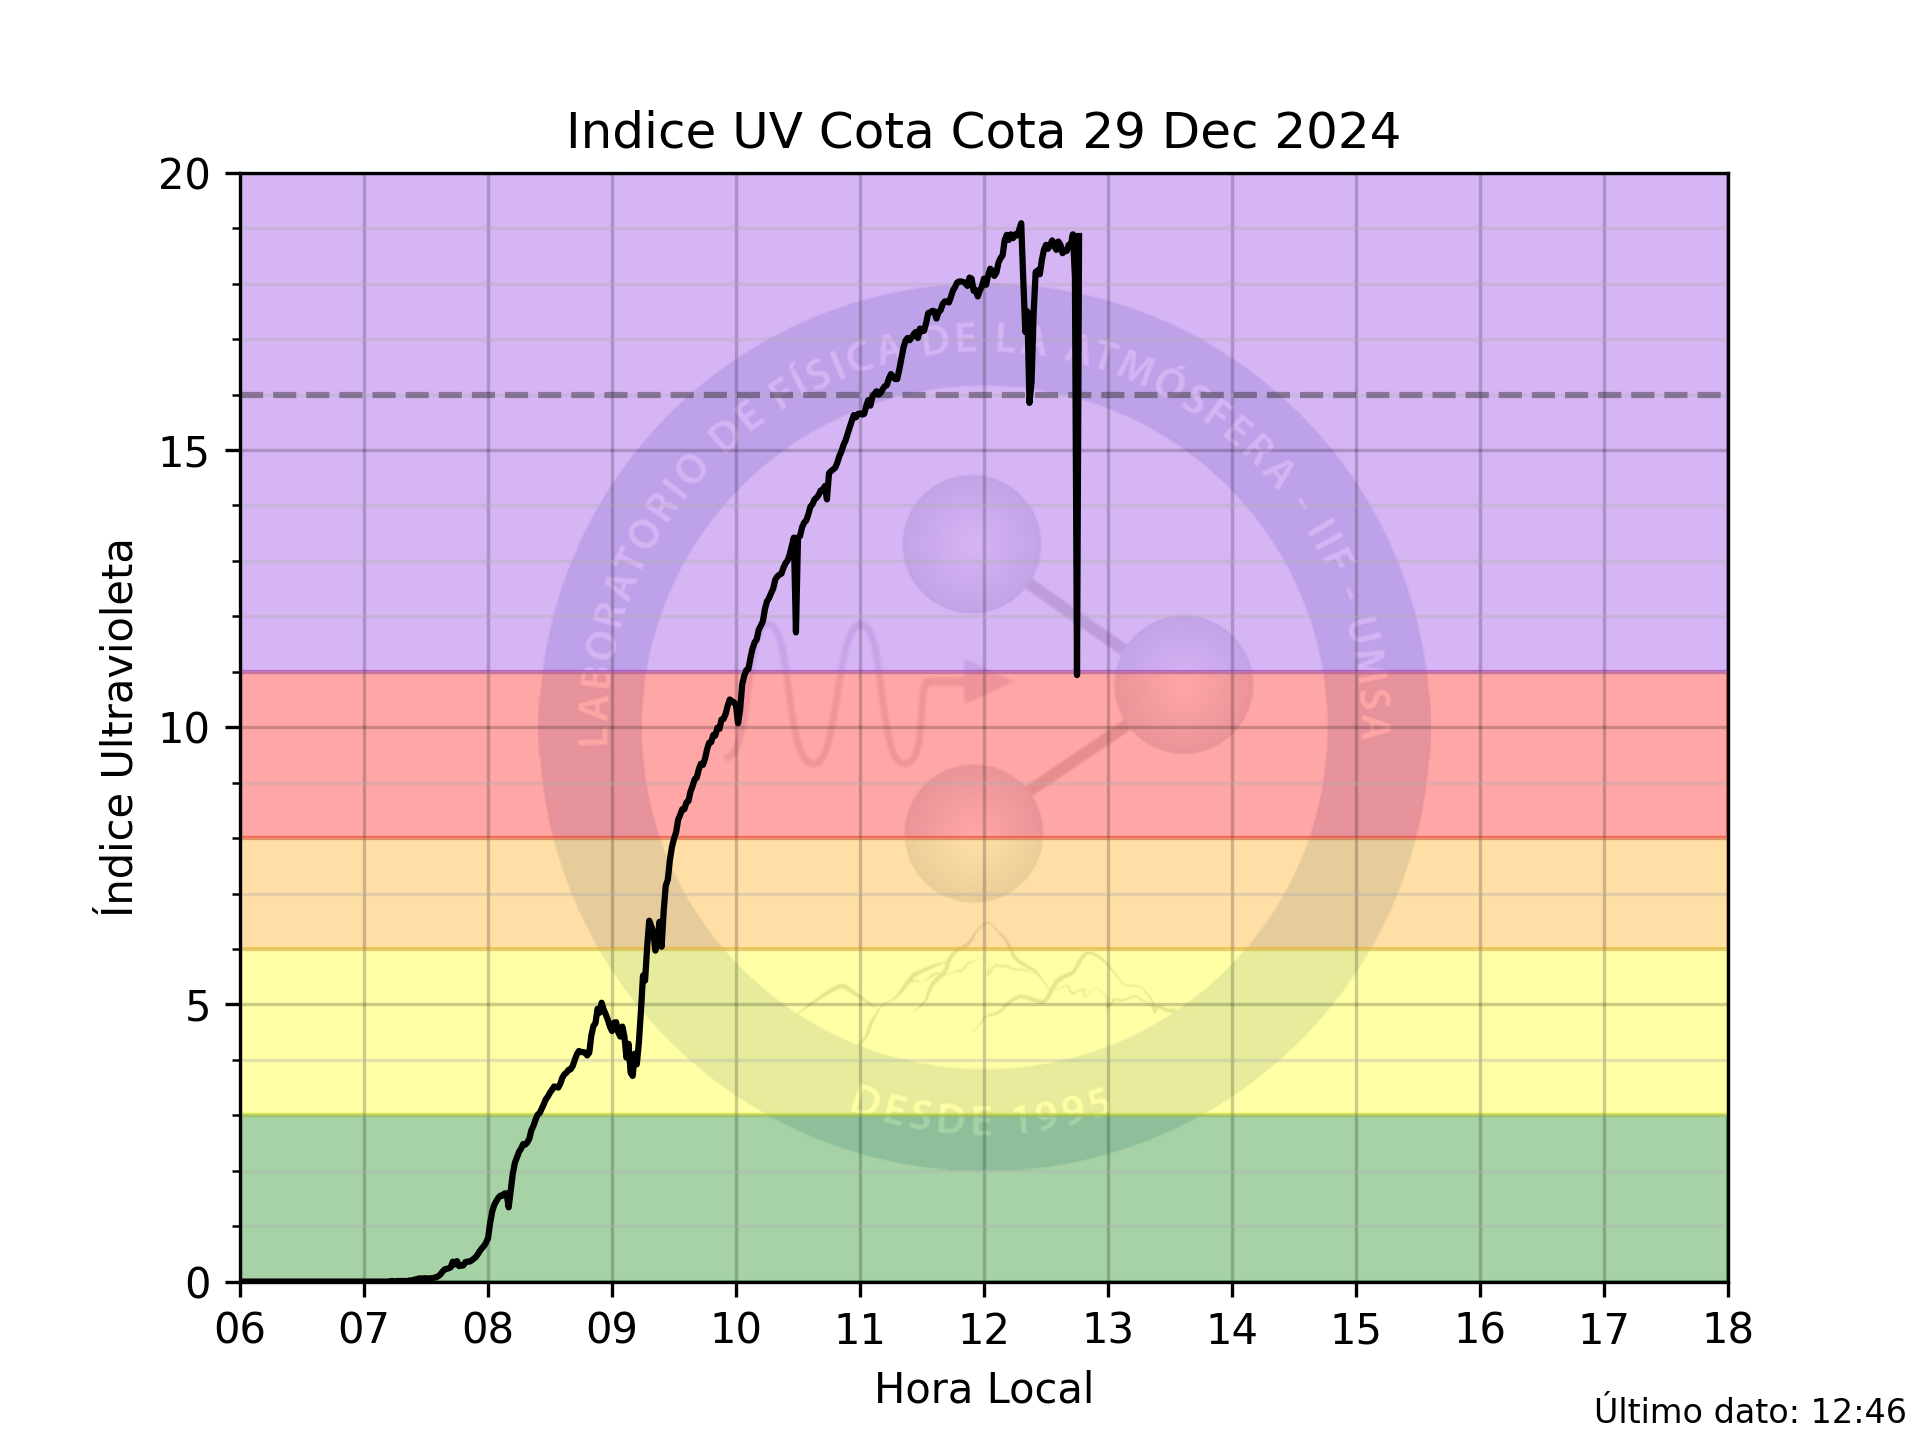 Indice UV Cota Cota 29 Dec 2024
20
15
10
5
0
Índice Ultravioleta
LABORATORIO DE FÍSICA DE LA ATMÓSFERA - IIF - UMSA
DESDE 1995
06 07 08 09 10 11 12 13 14 15 16 17 18
Hora Local
Último dato: 12:46